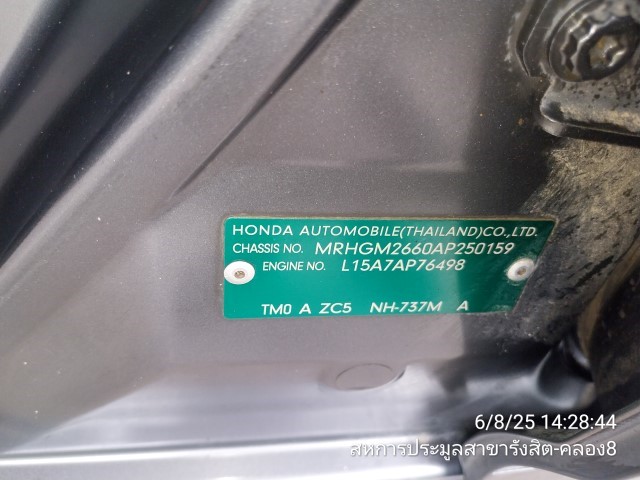 HONDA AUTOMOBILE(THAILAND)CO.,LTD.
CHASSIS NO. MRHGM2660AP250159
ENGINE NO. L15A7AP76498
TM0 A ZC5 NH-737M A
6/8/25 14:28:44
สหการประมูลสาขารังสิต-คลอง8